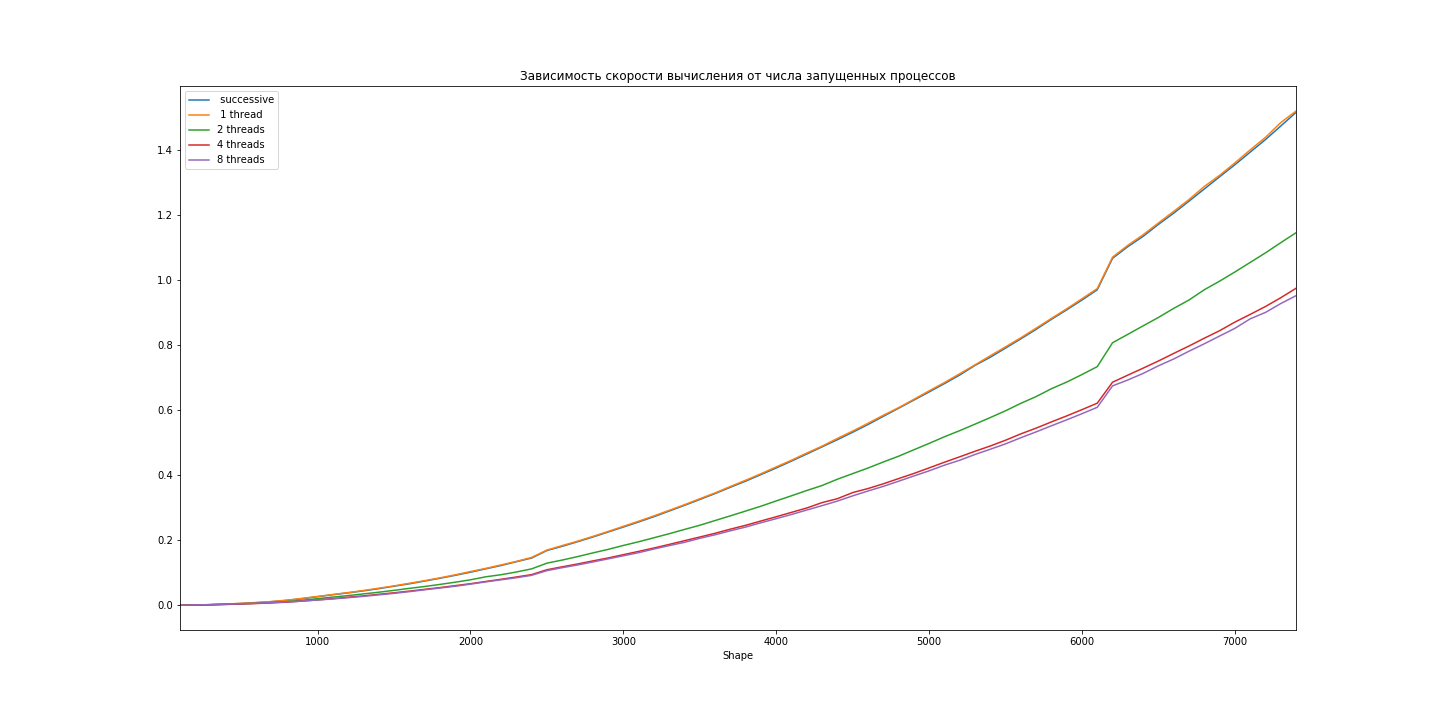 Зависимость скорости вычисления от числа запущенных процессов
successive
1 thread
2 threads
4 threads
8 threads
1.4
1.2
1.0
0.8
0.6
0.4
0.2
0.0
1000 2000 3000 4000 5000 6000 7000
Shape